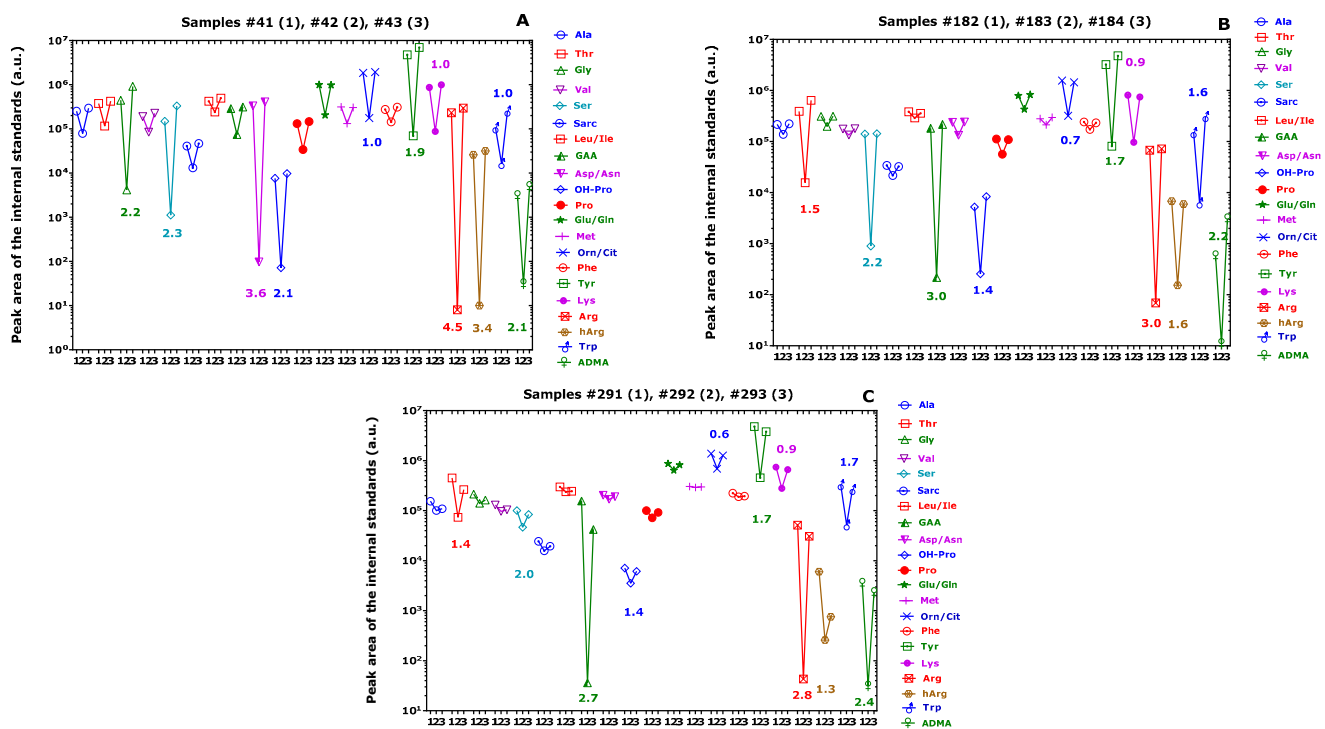 Samples #41 (1), #42 (2), #43 (3)
A
Peak area of the internal standards (a.u.)
10⁷
10⁶
10⁵
10⁴
10³
10²
10¹
10⁰
2.2
2.3
3.6
2.1
1.0
1.9
1.0
4.5
3.4
1.0
2.1
123 123 123 123 123 123 123 123 123 123 123 123 123 123 123 123 123 123 123 123 123
Ala
Thr
Gly
Val
Ser
Sarc
Leu/Ile
GAA
Asp/Asn
OH-Pro
Pro
Glu/Gln
Met
Orn/Cit
Phe
Tyr
Lys
Arg
hArg
Trp
ADMA
Samples #182 (1), #183 (2), #184 (3)
B
Peak area of the internal standards (a.u.)
10⁷
10⁶
10⁵
10⁴
10³
10²
10¹
1.5
2.2
3.0
1.4
0.7
1.7
0.9
3.0
1.6
1.6
2.2
123 123 123 123 123 123 123 123 123 123 123 123 123 123 123 123 123 123 123 123 123
Ala
Thr
Gly
Val
Ser
Sarc
Leu/Ile
GAA
Asp/Asn
OH-Pro
Pro
Glu/Gln
Met
Orn/Cit
Phe
Tyr
Lys
Arg
hArg
Trp
ADMA
Samples #291 (1), #292 (2), #293 (3)
C
Peak area of the internal standards (a.u.)
10⁷
10⁶
10⁵
10⁴
10³
10²
10¹
1.4
2.0
2.7
1.4
0.6
1.7
0.9
2.8
1.3
1.7
2.4
123 123 123 123 123 123 123 123 123 123 123 123 123 123 123 123 123 123 123 123 123
Ala
Thr
Gly
Val
Ser
Sarc
Leu/Ile
GAA
Asp/Asn
OH-Pro
Pro
Glu/Gln
Met
Orn/Cit
Phe
Tyr
Lys
Arg
hArg
Trp
ADMA